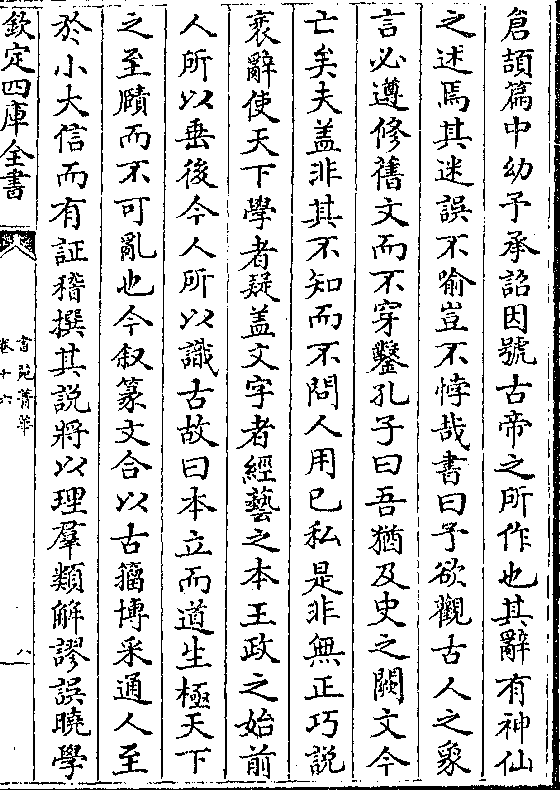 倉頡篇中幼子承詔因號古帝之所作也其辭有神仙
之述焉其迷誤不喻豈不悖哉書曰予欲觀古人之象
言必遵修舊文而不穿鑿孔子曰吾猶及史之闕文今
亡矣夫盖非其不知而不問人用已私是非無正巧說
衺辭使天下學者疑盖文字者經藝之本王政之始前
人所以垂後今人所以識古故曰本立而道生極天下
之至賾而不可亂也今叙篆文合以古籀博采通人至
於小大信而有証稽撰其說將以理羣類解謬誤曉學
欽定四庫全書
書苑菁華
卷十六
八